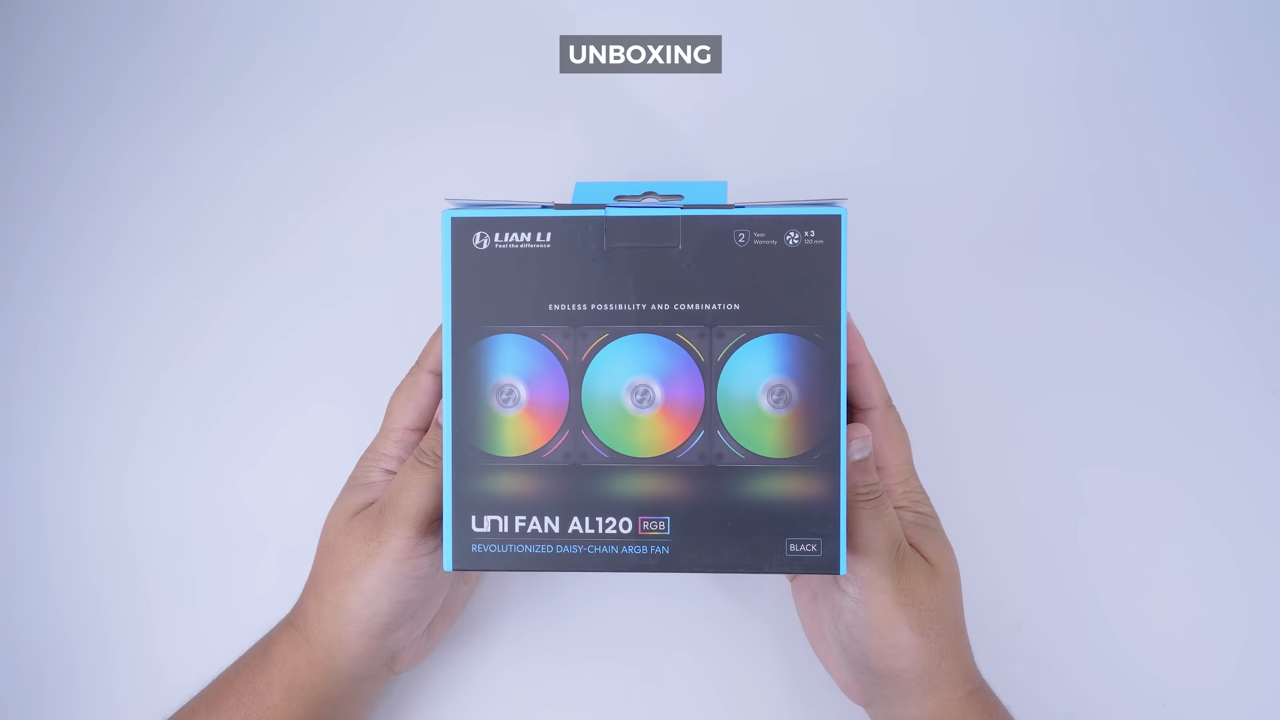 UNBOXING
LIAN LI
Feel the difference
2 Year Warranty
x 3
120 mm
ENDLESS POSSIBILITY AND COMBINATION
UNI FAN AL120 RGB
REVOLUTIONIZED DAISY-CHAIN ARGB FAN
BLACK